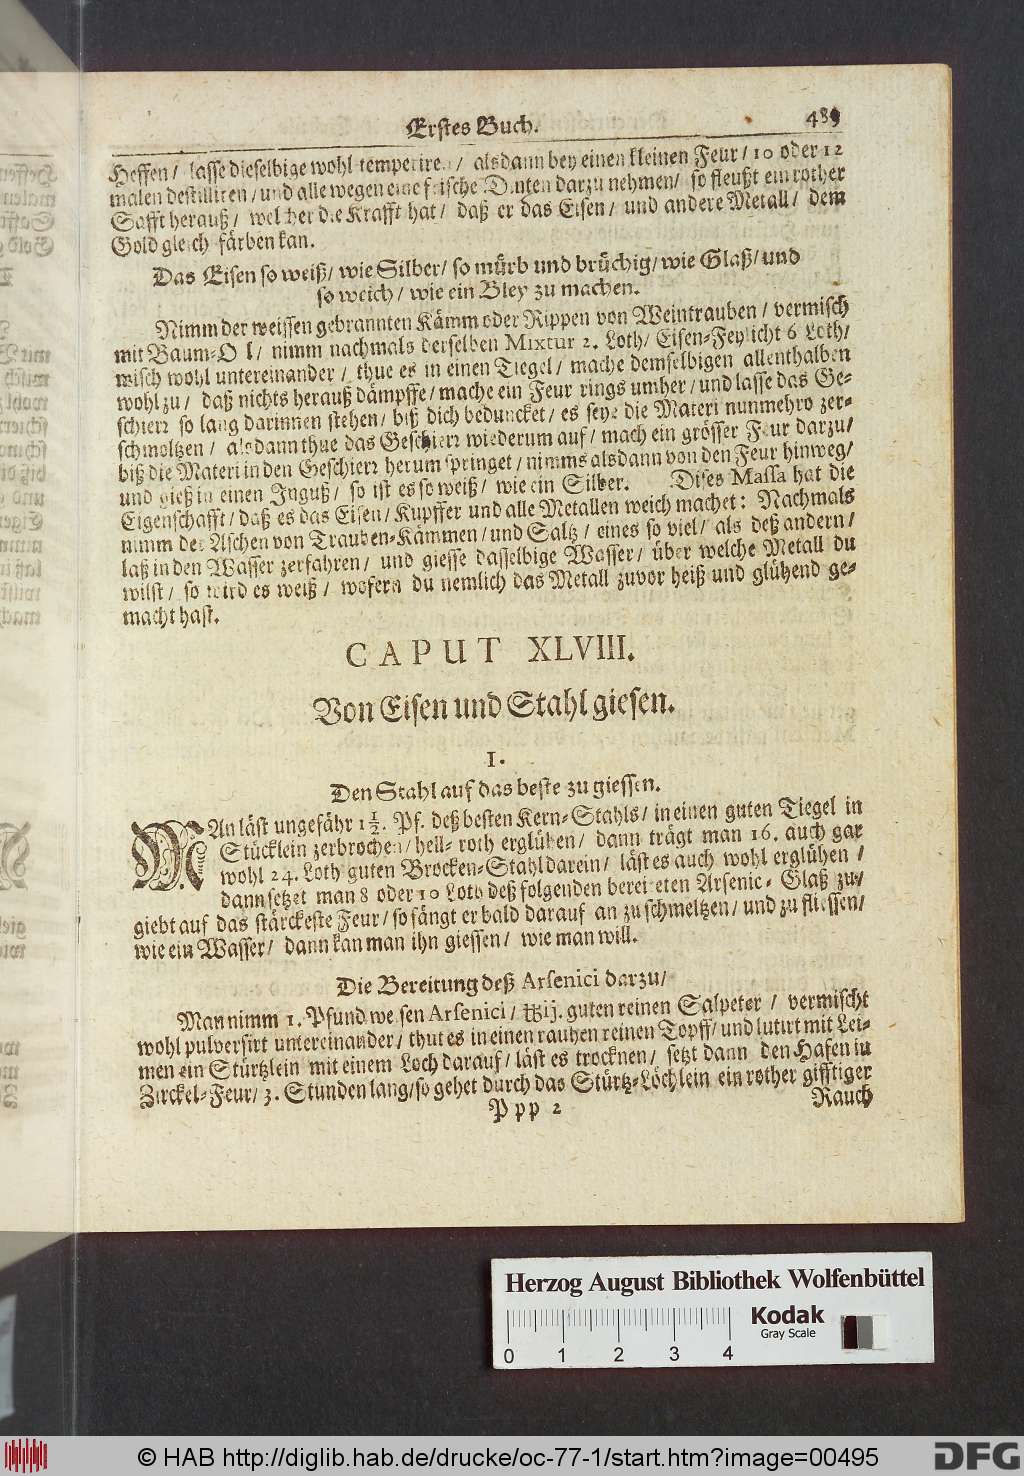 Erstes Buch. 489
Heffen / lasse dieselbige wohl temperiren / alsdann bey einen kleinen Feur / 10 oder 12
malen destilliren / und alle wegen eine frische Dinten darzu nehmen / so fleußt ein rother
Safft herauß / welcher die Krafft hat / daß er das Eisen / und andere Metall / dem
Gold gleich färben kan.
Das Eisen so weiß / wie Silber / so mürb und brüchig / wie Glaß / und
so weich / wie ein Bley zu machen.
Nimm der weissen gebrannten Kämm oder Rippen von Weintrauben / vermisch
mit Baum-Oel / nimm nachmals derselben Mixtur 2. Loth / Eisen-Feylicht 6 Loth /
misch wohl untereinander / thue es in einen Tiegel / mache demselbigen allenthalben
wohl zu / daß nichts herauß dämpffe / mache ein Feur rings umher / und lasse das Ge-
schierr so lang darinnen stehen / biß dich beduncket / es seye die Materi nunmehro zer-
schmoltzen / alsdann thue das Geschierr wiederum auf / mach ein grösser Feur darzu /
biß die Materi in den Geschierr herum springet / nimms alsdann von den Feur hinweg /
und gieß in einen Inguß / so ist es so weiß / wie ein Silber. Dises Massa hat die
Eigenschafft / daß es das Eisen / Kupffer und alle Metallen weich machet: Nachmals
nimm der Aschen von Trauben-Kämmen / und Saltz / eines so viel / als deß andern /
laß in den Wasser zerfahren / und giesse dasselbige Wasser / über welche Metall du
wilst / so wird es weiß / wofern du nemlich das Metall zuvor heiß und glühend ge-
macht hast.
CAPUT XLVIII.
Von Eisen und Stahl giesen.
I.
Den Stahl auf das beste zu giessen.
MAn läst ungefähr 1 1/2. Pf. deß besten Kern-Stahls / in einen guten Tiegel in
Stücklein zerbrochen / hell-roth erglühen / dann trägt man 16. auch gar
wohl 24. Loth guten Brocken-Stahl darein / läst es auch wohl erglühen /
dann setzet man 8 oder 10 Loth deß folgenden bereiteten Arsenic-Glaß zu /
giebt auf das stärckeste Feur / so fängt er bald darauf an zu schmeltzen / und zu fliessen /
wie ein Wasser / dann kan man ihn giessen / wie man will.
Die Bereitung deß Arsenici darzu /
Man nimm 1. Pfund weisen Arsenici / ij. guten reinen Salpeter / vermischt
wohl pulversirt untereinander / thut es in einen rauhen reinen Topff / und lutirt mit Lei-
men ein Stürtzlein mit einem Loch darauf / läst es trocknen / setzt dann den Hafen in
Zirckel-Feur / 3. Stunden lang / so gehet durch das Stürtz-Löchlein ein rother gifftiger
Ppp 2 Rauch
Herzog August Bibliothek Wolfenbüttel
Kodak
Gray Scale
0 1 2 3 4
© HAB http://diglib.hab.de/drucke/oc-77-1/start.htm?image=00495
DFG